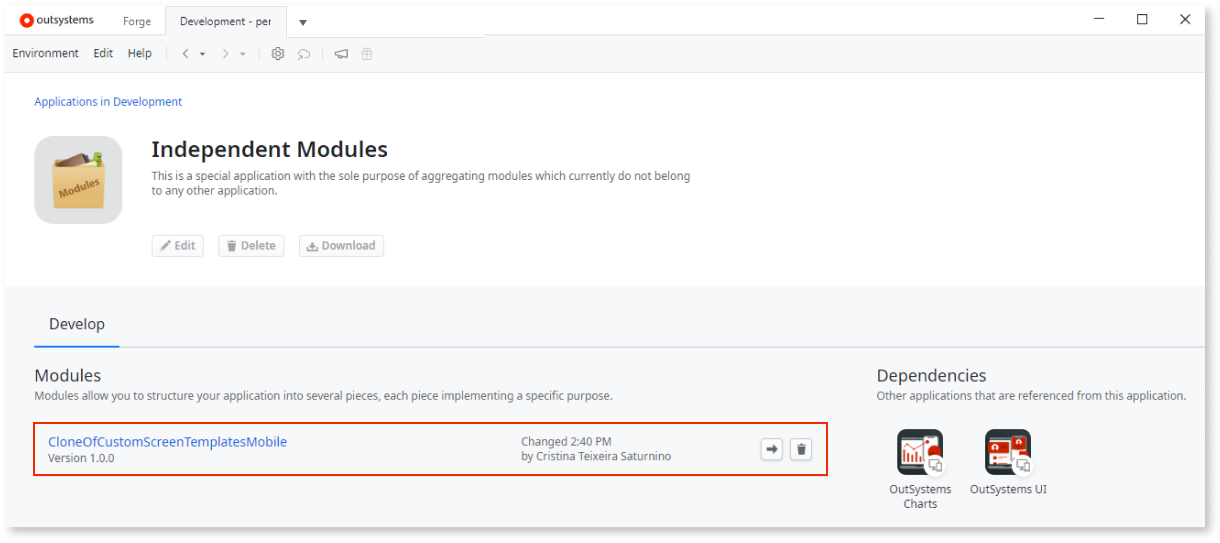 outsystems
Forge
Development - per
Environment
Edit
Help
Applications in Development
Modules
Independent Modules
This is a special application with the sole purpose of aggregating modules which currently do not belong
to any other application.
Edit
Delete
Download
Develop
Modules
Modules allow you to structure your application into several pieces, each piece implementing a specific purpose.
CloneOfCustomScreenTemplatesMobile
Version 1.0.0
Changed 2:40 PM
by Cristina Teixeira Saturnino
Dependencies
Other applications that are referenced from this application.
OutSystems
Charts
OutSystems UI